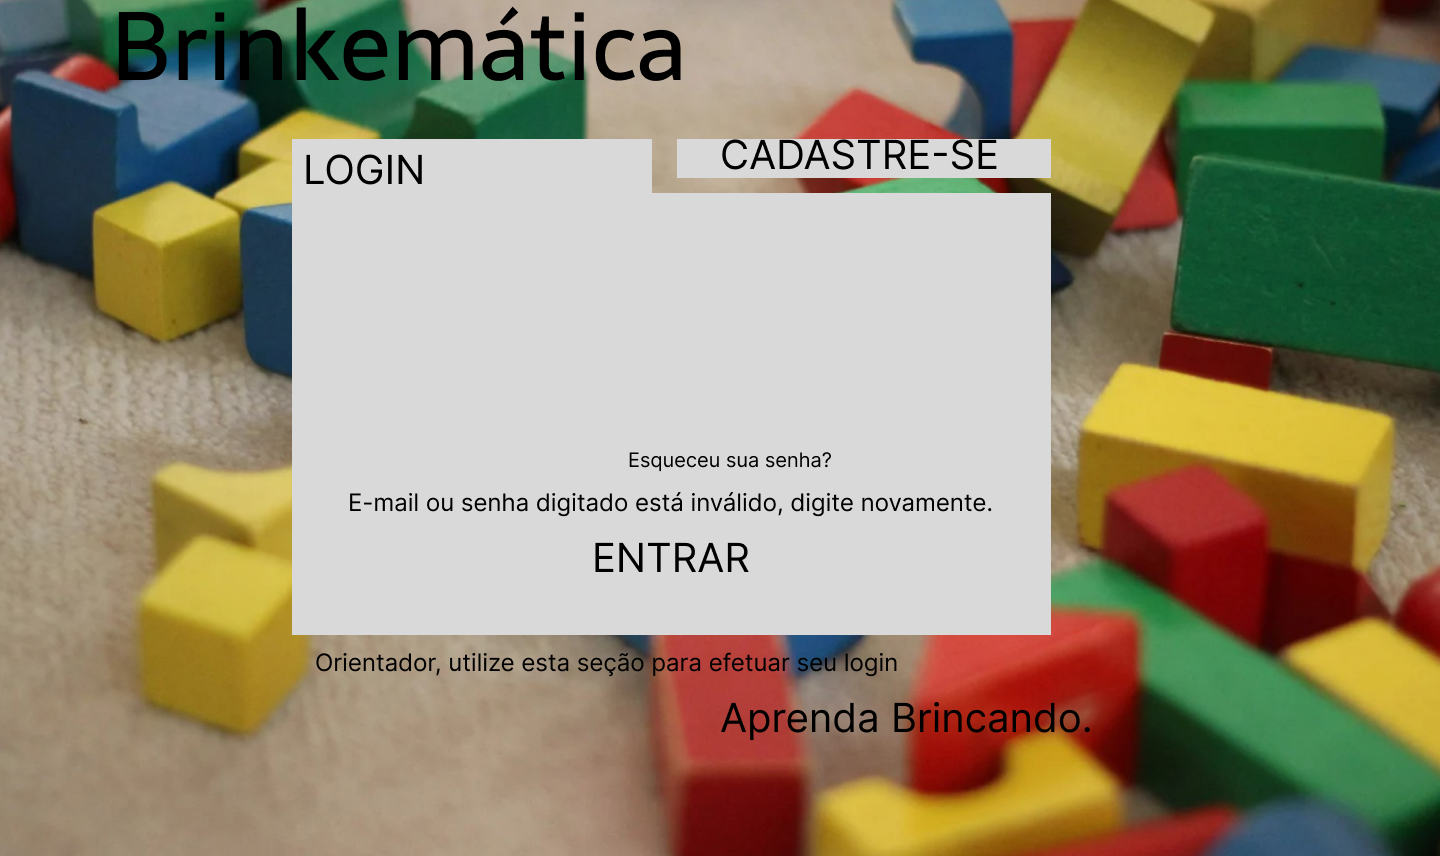 Brinkemática
LOGIN
CADASTRE-SE
Esqueceu sua senha?
E-mail ou senha digitado está inválido, digite novamente.
ENTRAR
Orientador, utilize esta seção para efetuar seu login
Aprenda Brincando.